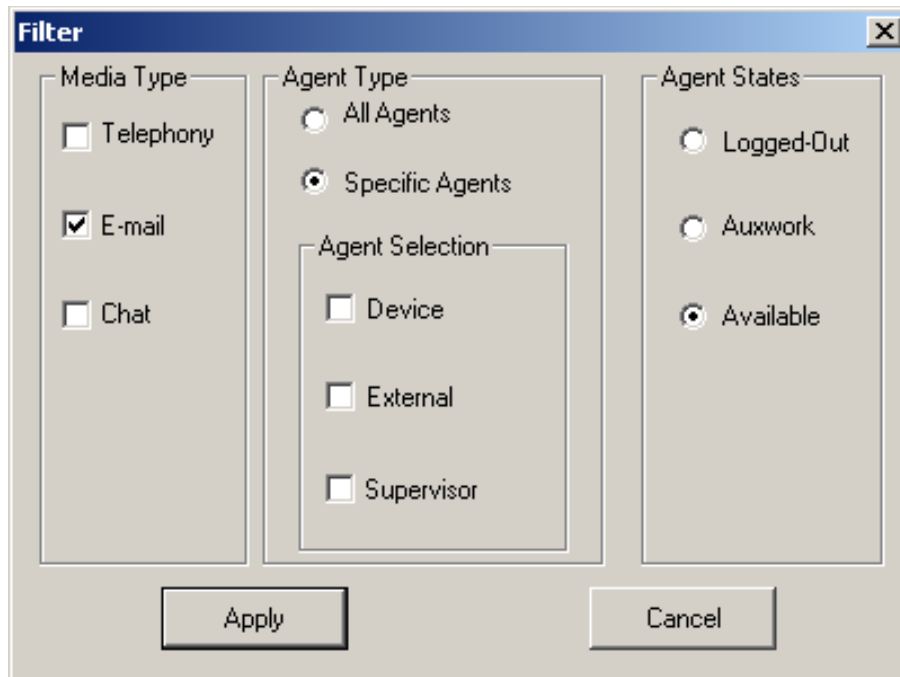 Filter
Media Type
Telephony
E-mail
Chat
Agent Type
All Agents
Specific Agents
Agent Selection
Device
External
Supervisor
Agent States
Logged-Out
Auxwork
Available
Apply
Cancel